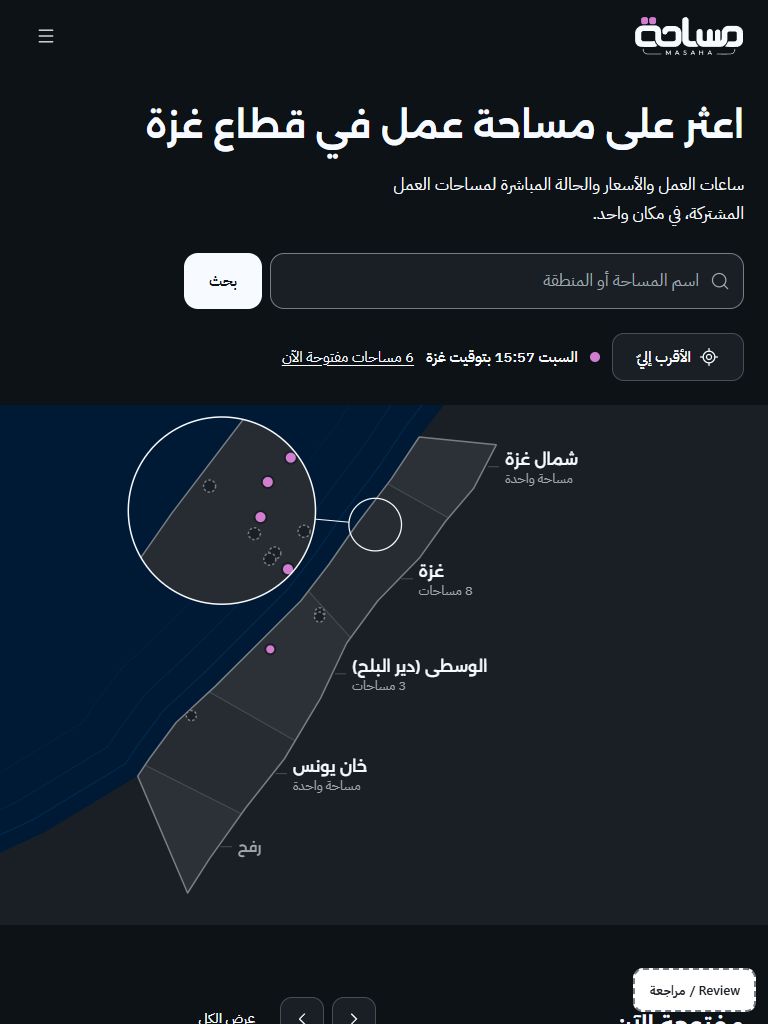 مساحة
MASAHA
اعثر على مساحة عمل في قطاع غزة
ساعات العمل والأسعار والحالة المباشرة لمساحات العمل
المشتركة، في مكان واحد.
اسم المساحة أو المنطقة
بحث
الأقرب إليّ
السبت 15:57 بتوقيت غزة
6 مساحات مفتوحة الآن
شمال غزة
مساحة واحدة
غزة
8 مساحات
الوسطى (دير البلح)
3 مساحات
خان يونس
مساحة واحدة
رفح
Review / مراجعة
مفتوحة الآن
عرض الكل